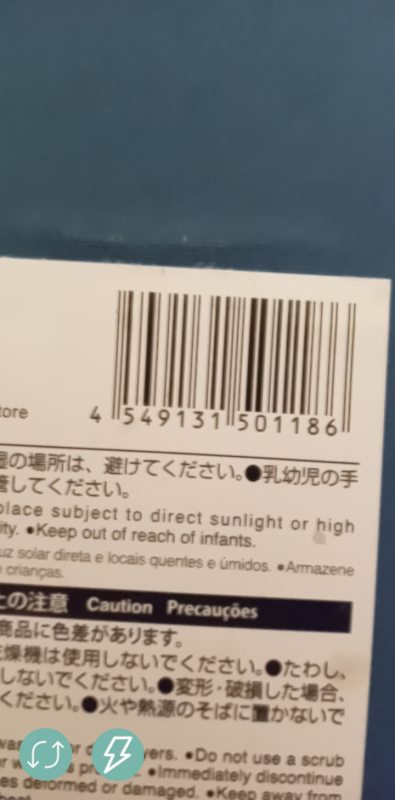 tore
4 549131 501186
の場所は、避けてください。●乳幼児の手
管してください。
place subject to direct sunlight or high
ity. ●Keep out of reach of infants.
uz solar direta e locais quentes e úmidos. ●Armazene
crianças.
上の注意 Caution Precauções
商品に色差があります。
燥機は使用しないでください。●たわし、
しないでください。●変形・破損した場合、
ください。●火や熱源のそばに置かないで
vers. ●Do not use a scrub
●Immediately discontinue
es deformed or damaged. ●Keep away from